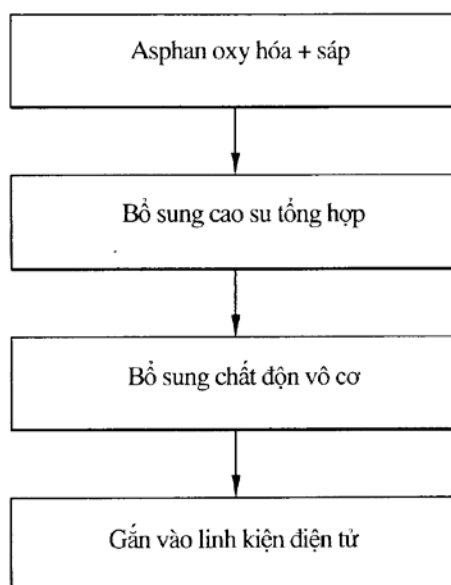 Asphan oxy hóa + sáp
Bổ sung cao su tổng hợp
Bổ sung chất độn vô cơ
Gắn vào linh kiện điện tử